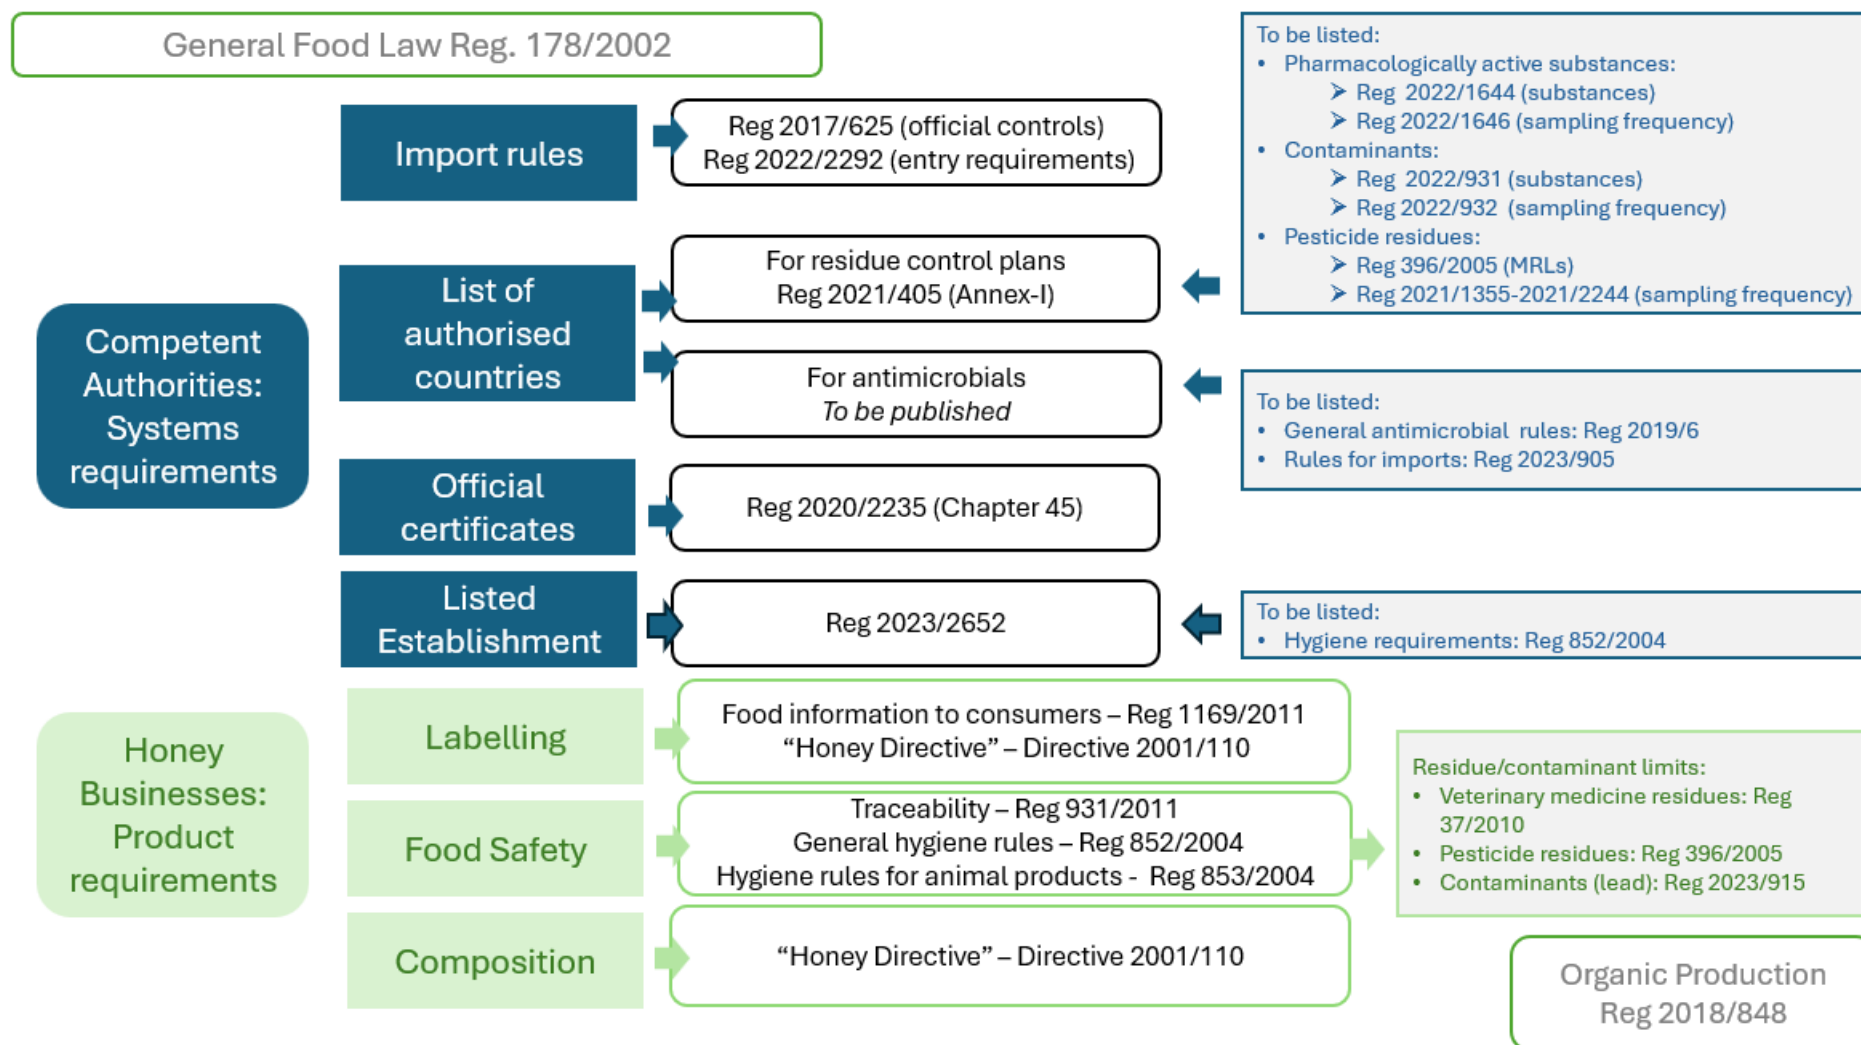 General Food Law Reg. 178/2002
Competent
Authorities:
Systems
requirements
Import rules
Reg 2017/625 (official controls)
Reg 2022/2292 (entry requirements)
List of
authorised
countries
For residue control plans
Reg 2021/405 (Annex-I)
To be listed:
• Pharmacologically active substances:
➢ Reg 2022/1644 (substances)
➢ Reg 2022/1646 (sampling frequency)
• Contaminants:
➢ Reg 2022/931 (substances)
➢ Reg 2022/932 (sampling frequency)
• Pesticide residues:
➢ Reg 396/2005 (MRLs)
➢ Reg 2021/1355-2021/2244 (sampling frequency)
For antimicrobials
To be published
To be listed:
• General antimicrobial rules: Reg 2019/6
• Rules for imports: Reg 2023/905
Official
certificates
Reg 2020/2235 (Chapter 45)
Listed
Establishment
Reg 2023/2652
To be listed:
• Hygiene requirements: Reg 852/2004
Honey
Businesses:
Product
requirements
Labelling
Food information to consumers – Reg 1169/2011
“Honey Directive” – Directive 2001/110
Food Safety
Traceability – Reg 931/2011
General hygiene rules – Reg 852/2004
Hygiene rules for animal products - Reg 853/2004
Residue/contaminant limits:
• Veterinary medicine residues: Reg
37/2010
• Pesticide residues: Reg 396/2005
• Contaminants (lead): Reg 2023/915
Composition
“Honey Directive” – Directive 2001/110
Organic Production
Reg 2018/848